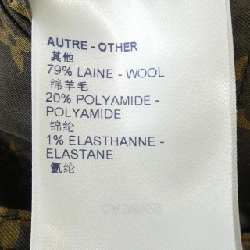 AUTRE - OTHER
其他
79% LAINE - WOOL
绵羊毛
20% POLYAMIDE -
POLYAMIDE
锦纶
1% ELASTHANNE -
ELASTANE
氨纶